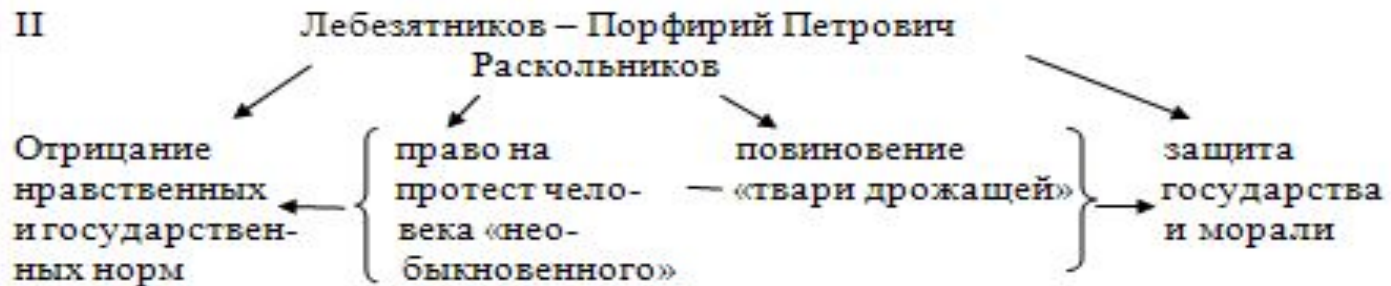 II Лебезятников – Порфирий Петрович
Раскольников
Отрицание
нравственных
и государствен-
ных норм
право на
протест чело-
века «нео-
быкновенного»
повиновение
«твари дрожащей»
защита
государства
и морали